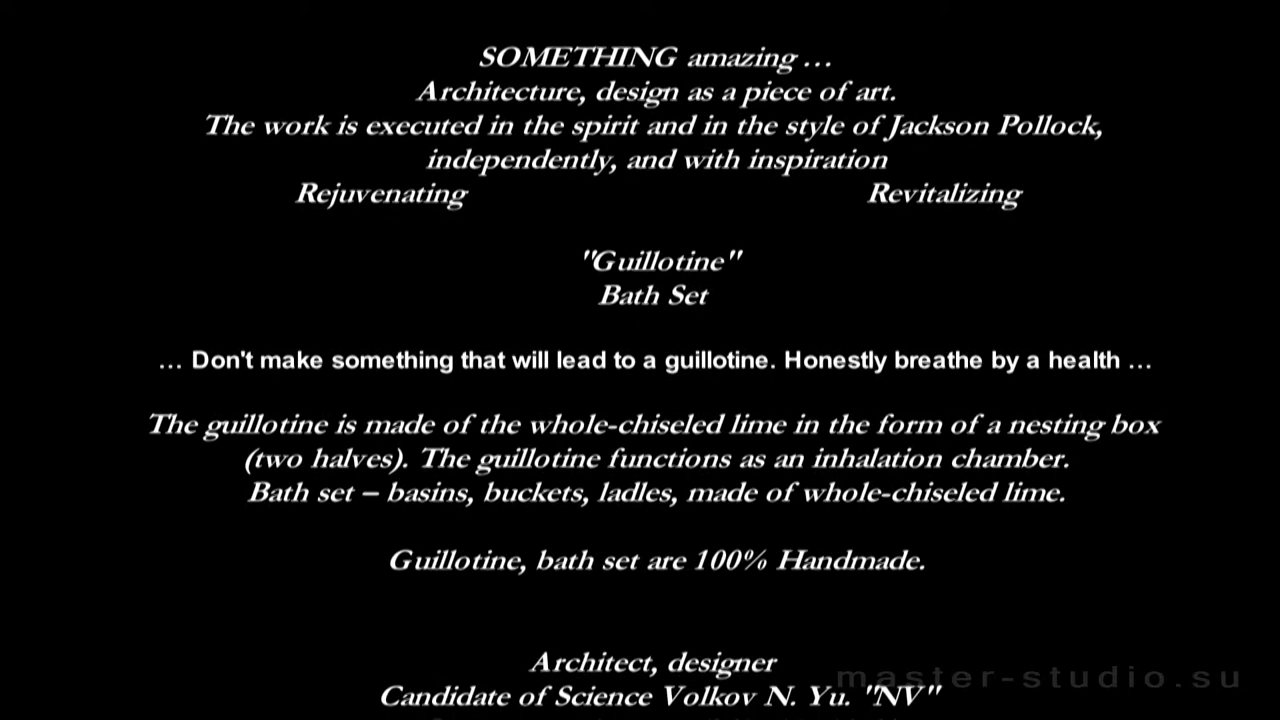 SOMETHING amazing …
Architecture, design as a piece of art.
The work is executed in the spirit and in the style of Jackson Pollock,
independently, and with inspiration
Rejuvenating Revitalizing
"Guillotine"
Bath Set
… Don't make something that will lead to a guillotine. Honestly breathe by a health …
The guillotine is made of the whole-chiseled lime in the form of a nesting box
(two halves). The guillotine functions as an inhalation chamber.
Bath set – basins, buckets, ladles, made of whole-chiseled lime.
Guillotine, bath set are 100% Handmade.
Architect, designer
master-studio.su
Candidate of Science Volkov N. Yu. "NV"